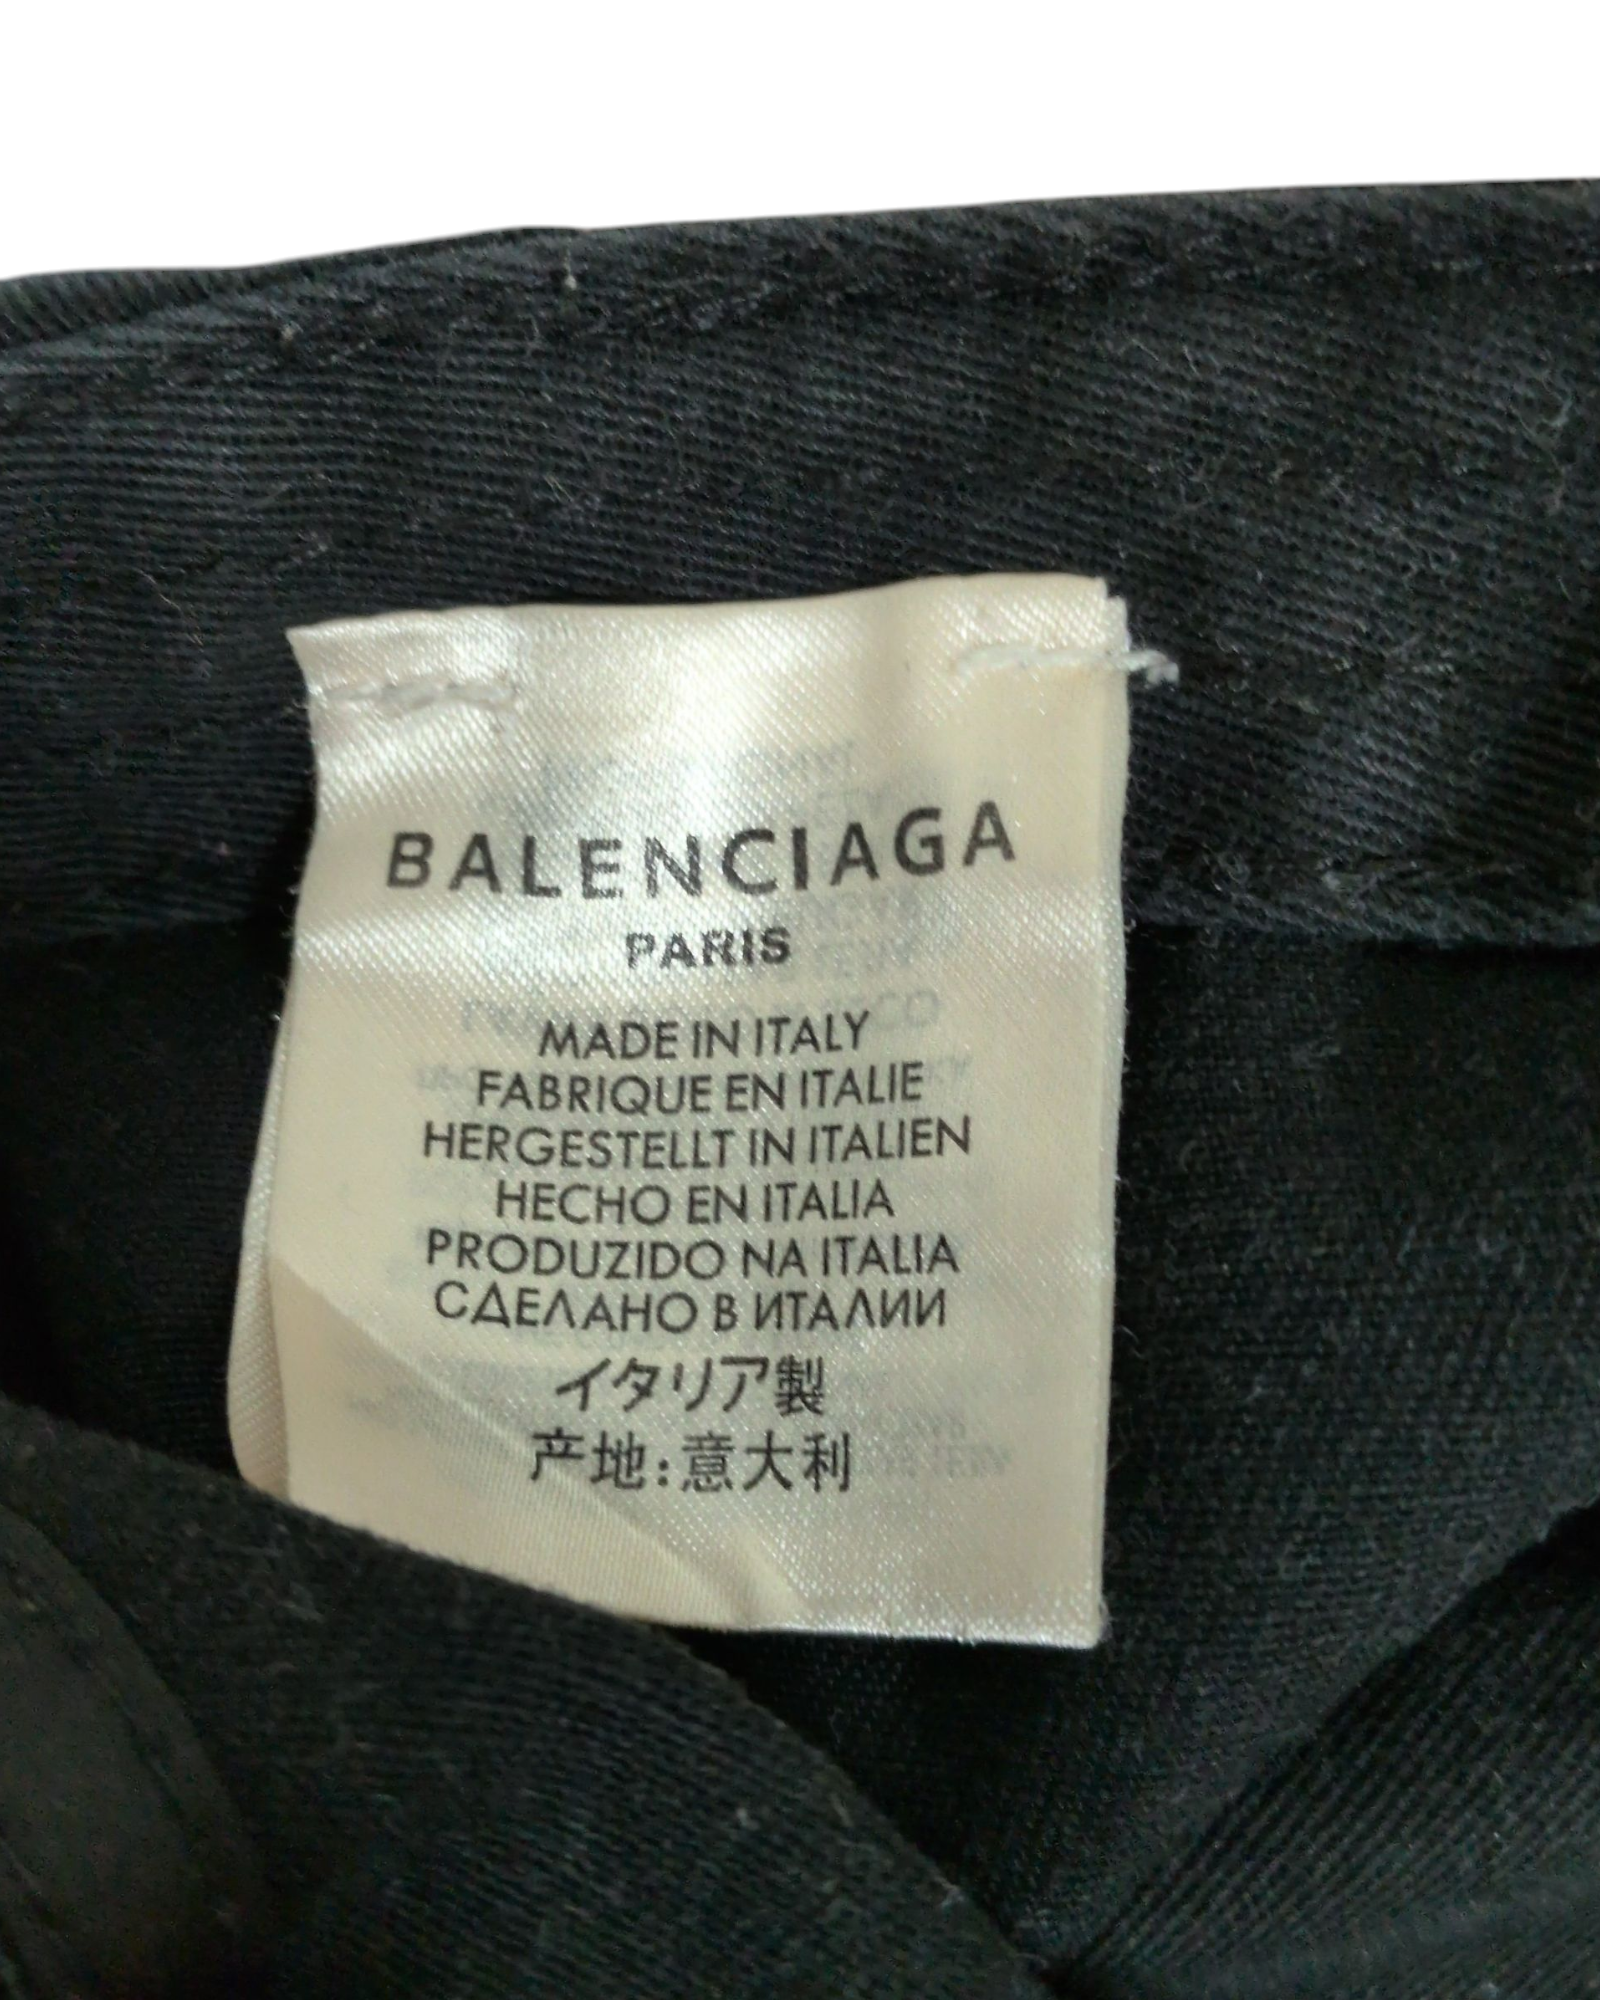 BALENCIAGA
PARIS
MADE IN ITALY
FABRIQUE EN ITALIE
HERGESTELLT IN ITALIEN
HECHO EN ITALIA
PRODUZIDO NA ITALIA
СДЕЛАНО В ИТАЛИИ
イタリア製
产地:意大利